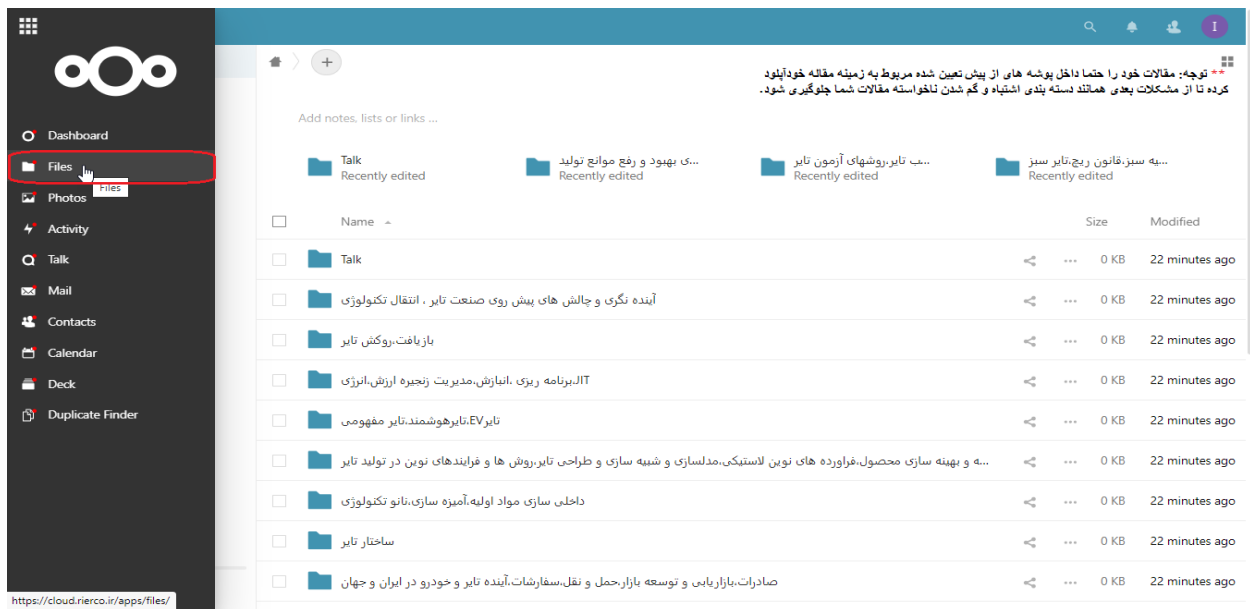 I
** توجه: مقالات خود را حتما داخل پوشه های از پیش تعیین شده مربوط به زمینه مقاله خودآپلود
کرده تا از مشکلات بعدی همانند دسته بندی اشتباه و گم شدن ناخواسته مقالات شما جلوگیری شود.
Add notes, lists or links ...
Dashboard
Files
Files
Photos
Activity
Talk
Mail
Contacts
Calendar
Deck
Duplicate Finder
Talk
Recently edited
...ی بهبود و رفع موانع تولید
Recently edited
...ب تایر،روشهای آزمون تایر
Recently edited
...یه سبز،قانون ریچ،تایر سبز
Recently edited
Name Size Modified
Talk 0 KB 22 minutes ago
آینده نگری و چالش های پیش روی صنعت تایر ، انتقال تکنولوژی 0 KB 22 minutes ago
بازیافت،روکش تایر 0 KB 22 minutes ago
JIT،برنامه ریزی ،انبازش،مدیریت زنجیره ارزش،انرژی 0 KB 22 minutes ago
تایرEV،تایرهوشمند،تایر مفهومی 0 KB 22 minutes ago
...ه و بهینه سازی محصول،فراورده های نوین لاستیکی،مدلسازی و شبیه سازی و طراحی تایر،روش ها و فرایندهای نوین در تولید تایر 0 KB 22 minutes ago
داخلی سازی مواد اولیه،آمیزه سازی،نانو تکنولوژی 0 KB 22 minutes ago
ساختار تایر 0 KB 22 minutes ago
صادرات،بازاریابی و توسعه بازار،حمل و نقل،سفارشات،آینده تایر و خودرو در ایران و جهان 0 KB 22 minutes ago
https://cloud.rierco.ir/apps/files/